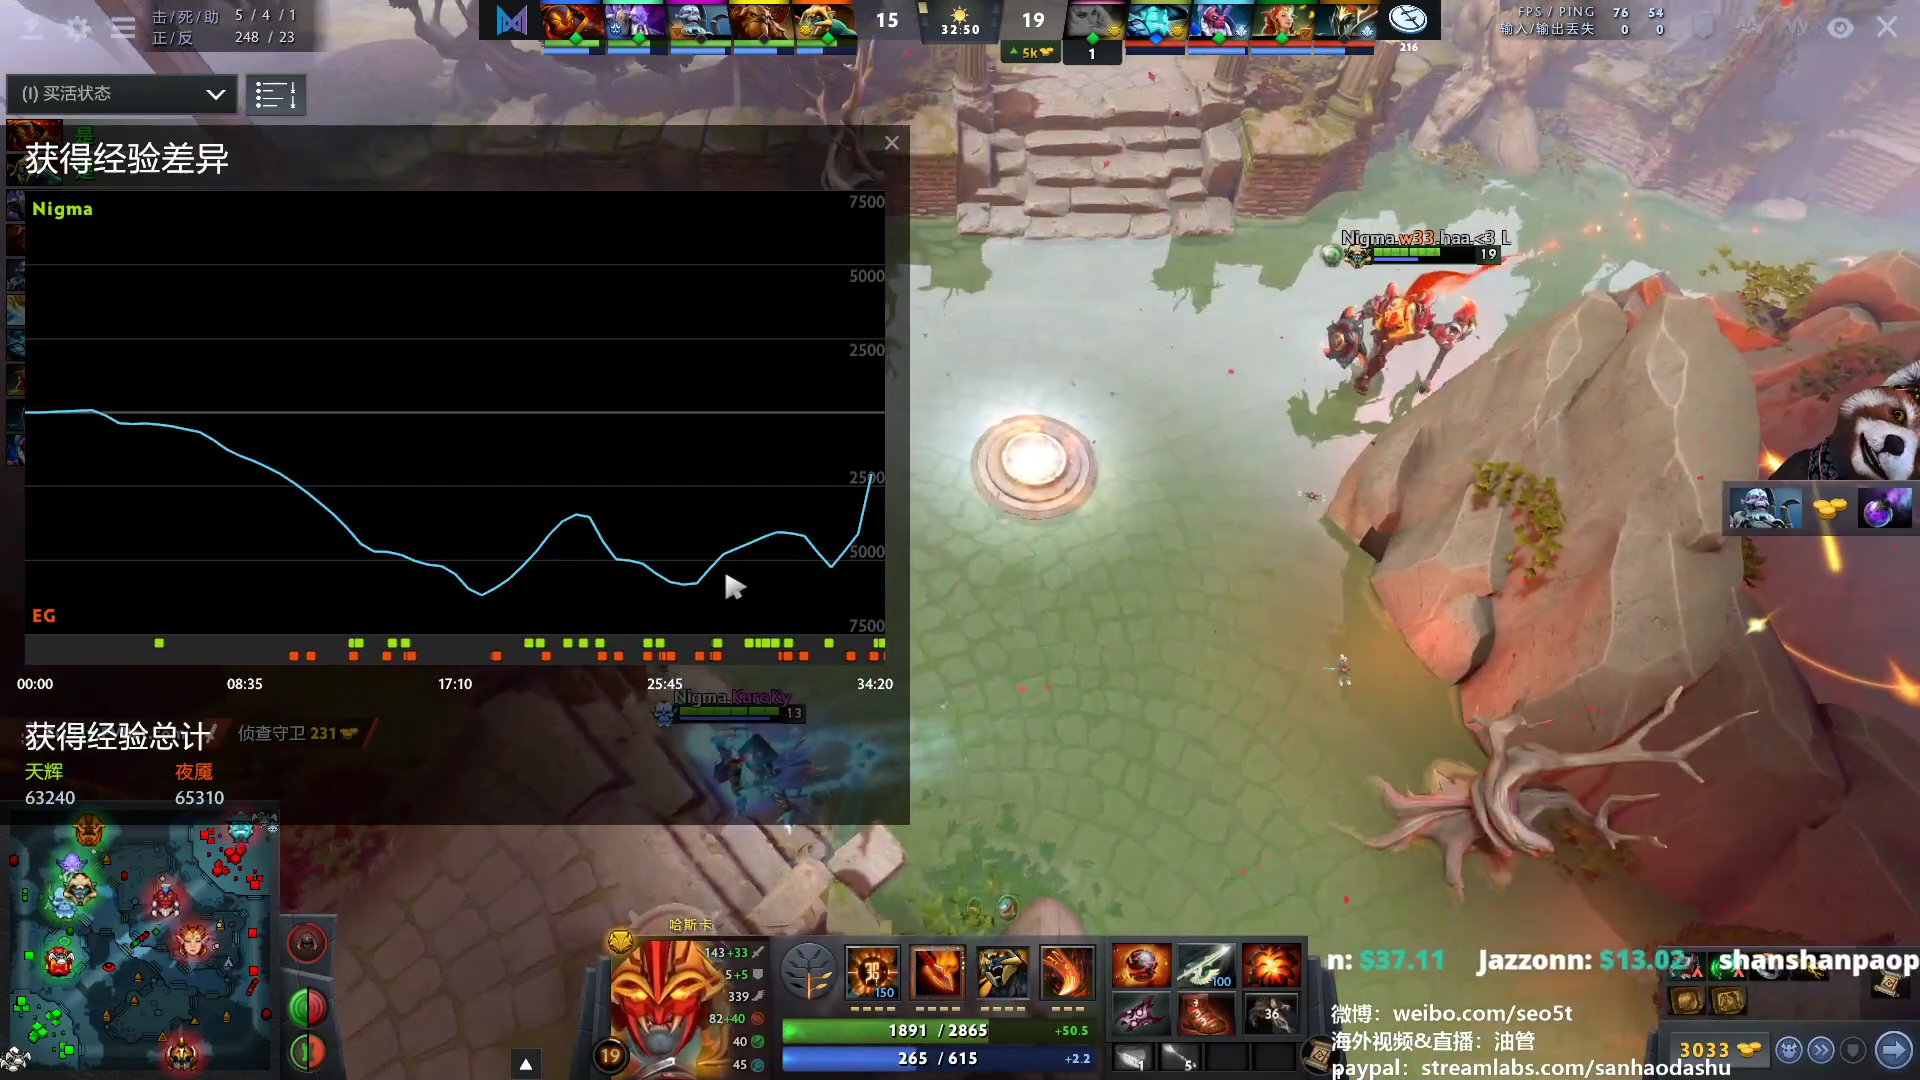 击/死/助 5 / 4 / 1
正/反 248 / 23
15
32:50
19
5k
1
216
FPS / PING 76 54
输入/输出丢失 0 0
(I) 买活状态
是
获得经验差异
Nigma
7500
5000
2500
2500
5000
7500
EG
00:00
08:35
17:10
25:45
34:20
获得经验总计
侦查守卫 231
天辉
夜魇
63240
65310
Nigma.KuroKy
13
Nigma.w33.haa.<3 L
19
哈斯卡
143+33
5+5
339
82+40
40
45
19
150
100
36
1891 / 2865
+50.5
265 / 615
+2.2
1
5
n: $37.11 Jazzonn: $13.02 shanshanpaop
微博：weibo.com/seo5t
海外视频&直播：油管
paypal：streamlabs.com/sanhaodashu
3033